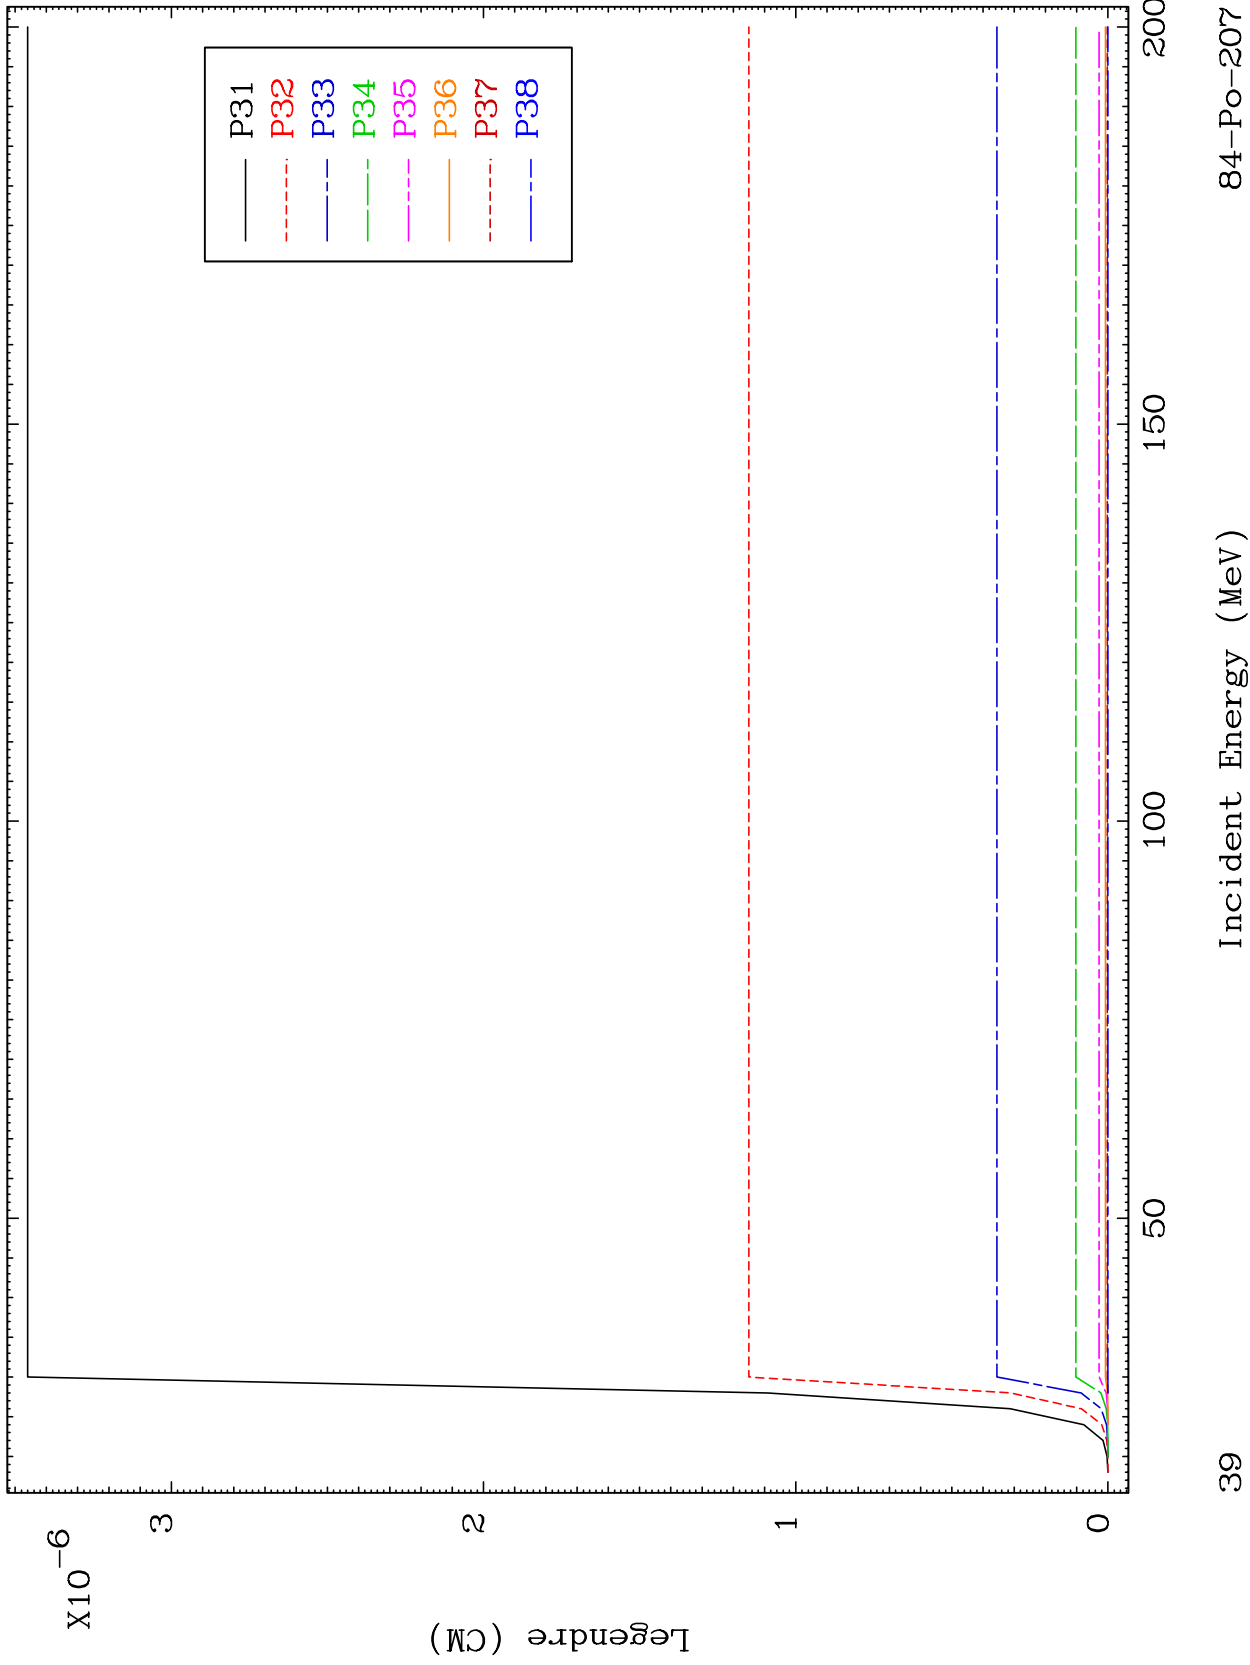 X10^-6
3
2
1
0
Legendre (CM)
P31
P32
P33
P34
P35
P36
P37
P38
50
100
150
200
Incident Energy (MeV)
39
84-Po-207